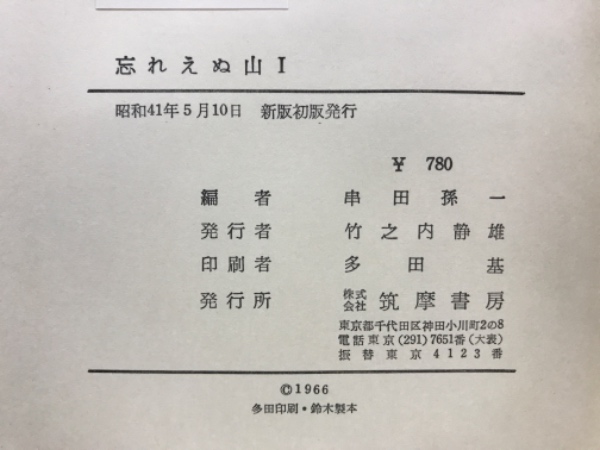 忘れえぬ山 I
昭和41年5月10日　新版初版発行
￥ 780
編者　串田孫一
発行者　竹之内静雄
印刷者　多田基
発行所　株式会社 筑摩書房
東京都千代田区神田小川町2の8
電話東京(291)7651番(大表)
振替東京4123番
©1966
多田印刷・鈴木製本